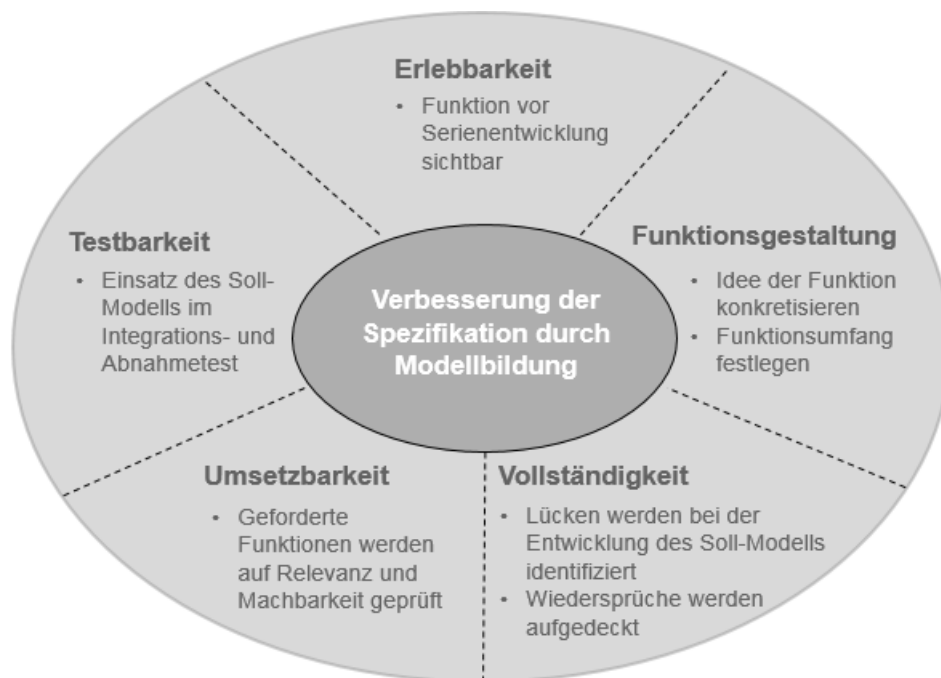 Erlebbarkeit
• Funktion vor
Serienentwicklung
sichtbar
Testbarkeit
• Einsatz des Soll-
Modells im
Integrations- und
Abnahmetest
Verbesserung der
Spezifikation durch
Modellbildung
Funktionsgestaltung
• Idee der Funktion
konkretisieren
• Funktionsumfang
festlegen
Umsetzbarkeit
• Geforderte
Funktionen werden
auf Relevanz und
Machbarkeit geprüft
Vollständigkeit
• Lücken werden bei der
Entwicklung des Soll-Modells
identifiziert
• Wiedersprüche werden
aufgedeckt